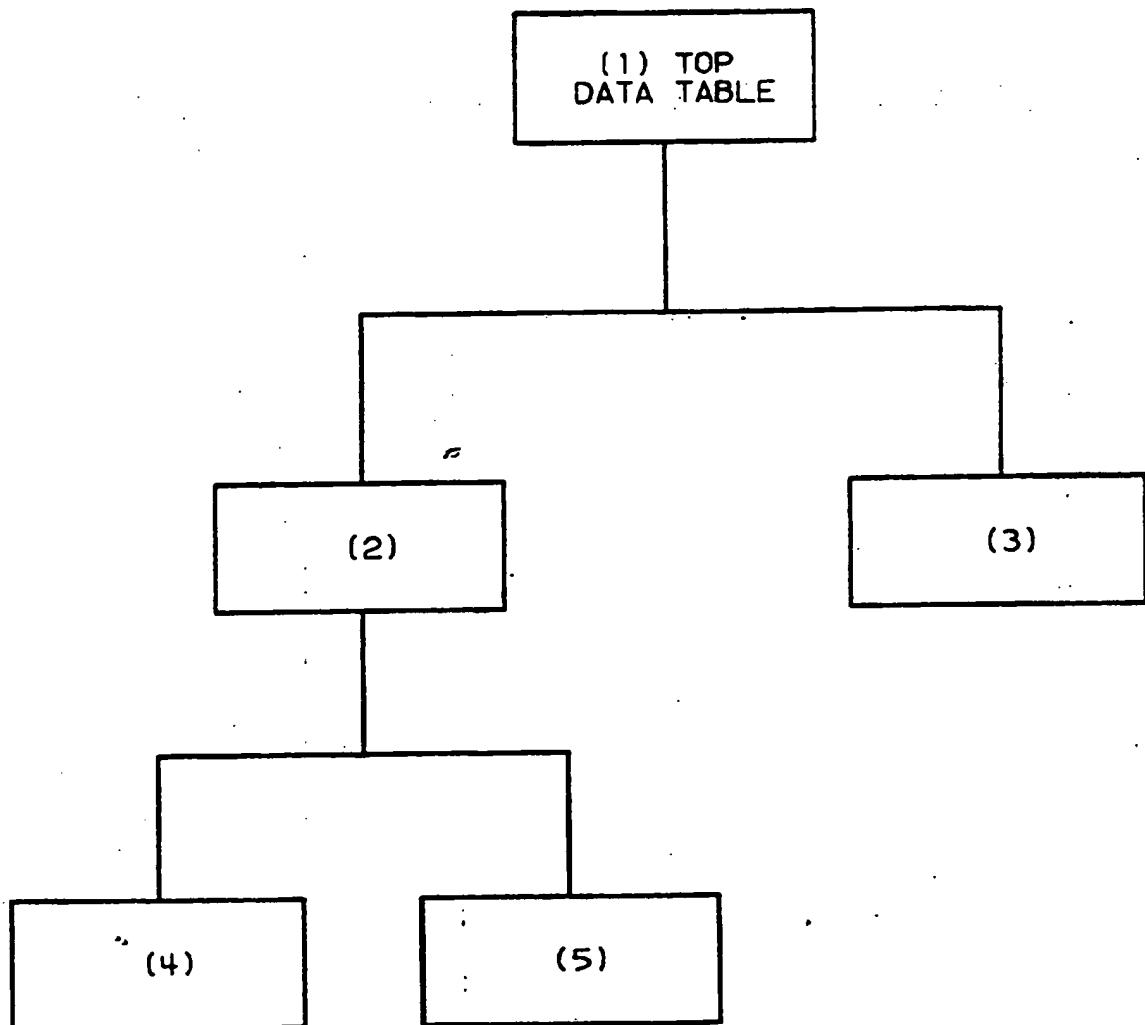 (1) TOP
DATA TABLE
(2)
(3)
(4)
(5)